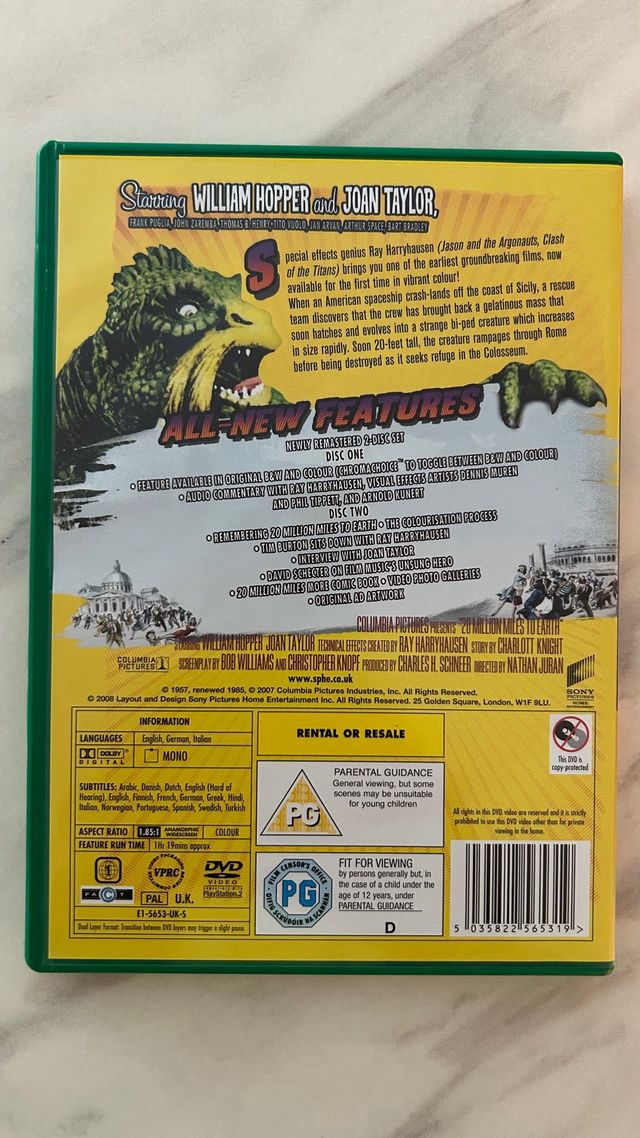 Starring WILLIAM HOPPER and JOAN TAYLOR,
FRANK PUGLIA, JOHN ZAREMBA, THOMAS B. HENRY, TITO VUOLO, JAN ARVAN, ARTHUR SPACE, BART BRADLEY
Special effects genius Ray Harryhausen (Jason and the Argonauts, Clash
of the Titans) brings you one of the earliest groundbreaking films, now
available for the first time in vibrant colour!
When an American spaceship crash-lands off the coast of Sicily, a rescue
team discovers that the crew has brought back a gelatinous mass that
soon hatches and evolves into a strange bi-ped creature which increases
in size rapidly. Soon 20-feet tall, the creature rampages through Rome
before being destroyed as it seeks refuge in the Colosseum.
ALL-NEW FEATURES
NEWLY REMASTERED 2-DISC SET
DISC ONE
• FEATURE AVAILABLE IN ORIGINAL B&W AND COLOUR (CHROMACHOICE™ TO TOGGLE BETWEEN B&W AND COLOUR)
• AUDIO COMMENTARY WITH RAY HARRYHAUSEN, VISUAL EFFECTS ARTISTS DENNIS MUREN
AND PHIL TIPPETT, AND ARNOLD KUNERT
DISC TWO
• REMEMBERING 20 MILLION MILES TO EARTH • THE COLOURISATION PROCESS
• TIM BURTON SITS DOWN WITH RAY HARRYHAUSEN
• INTERVIEW WITH JOAN TAYLOR
• DAVID SCHECTER ON FILM MUSIC'S UNSUNG HERO
• 20 MILLION MILES MORE COMIC BOOK • VIDEO PHOTO GALLERIES
• ORIGINAL AD ARTWORK
COLUMBIA PICTURES PRESENTS "20 MILLION MILES TO EARTH"
STARRING WILLIAM HOPPER JOAN TAYLOR TECHNICAL EFFECTS CREATED BY RAY HARRYHAUSEN STORY BY CHARLOTT KNIGHT
SCREENPLAY BY BOB WILLIAMS AND CHRISTOPHER KNOPF PRODUCED BY CHARLES H. SCHNEER DIRECTED BY NATHAN JURAN
COLUMBIA PICTURES
www.sphe.co.uk
SONY
PICTURES
HOME
ENTERTAINMENT
© 1957, renewed 1985, © 2007 Columbia Pictures Industries, Inc. All Rights Reserved.
© 2008 Layout and Design Sony Pictures Home Entertainment Inc. All Rights Reserved. 25 Golden Square, London, W1F 9LU.
INFORMATION
LANGUAGES English, German, Italian
DOLBY DIGITAL MONO
SUBTITLES: Arabic, Danish, Dutch, English (Hard of
Hearing), English, Finnish, French, German, Greek, Hindi,
Italian, Norwegian, Portuguese, Spanish, Swedish, Turkish
ASPECT RATIO 1.85:1 ANAMORPHIC WIDESCREEN COLOUR
FEATURE RUN TIME 1Hr 19mins approx
1
VPRC
DVD
VIDEO
PlayStation.2
FACT
PAL U.K.
E1-5653-UK-S
Dual Layer Format: Transition between DVD layers may trigger a slight pause.
RENTAL OR RESALE
PG
PARENTAL GUIDANCE
General viewing, but some
scenes may be unsuitable
for young children
FILM CENSOR'S OFFICE
PG
OIFIG SCRÚDÓIR NA SCANNÁN
FIT FOR VIEWING
by persons generally but, in
the case of a child under the
age of 12 years, under
PARENTAL GUIDANCE
D
This DVD is
copy-protected
All rights in this DVD video are reserved and it is strictly
prohibited to use this DVD video other than for private
viewing in the home.
5 035822 565319 >